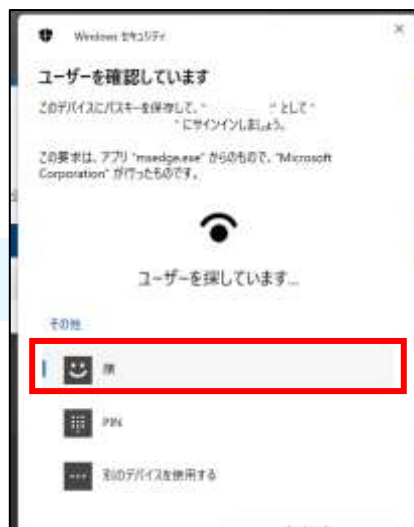 Windows セキュリティ
ユーザーを確認しています
このデバイスにパスキーを保存して、" " として "
" にサインインしましょう。
この要求は、アプリ "msedge.exe" からのもので、"Microsoft
Corporation" が行ったものです。
ユーザーを探しています...
その他
顔
PIN
別のデバイスを使用する